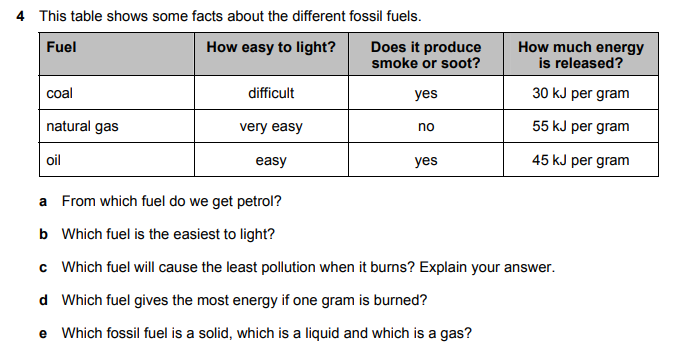 4 This table shows some facts about the different fossil fuels.
Fuel How easy to light? Does it produce smoke or soot? How much energy is released?
coal difficult yes 30 kJ per gram
natural gas very easy no 55 kJ per gram
oil easy yes 45 kJ per gram
a From which fuel do we get petrol?
b Which fuel is the easiest to light?
c Which fuel will cause the least pollution when it burns? Explain your answer.
d Which fuel gives the most energy if one gram is burned?
e Which fossil fuel is a solid, which is a liquid and which is a gas?